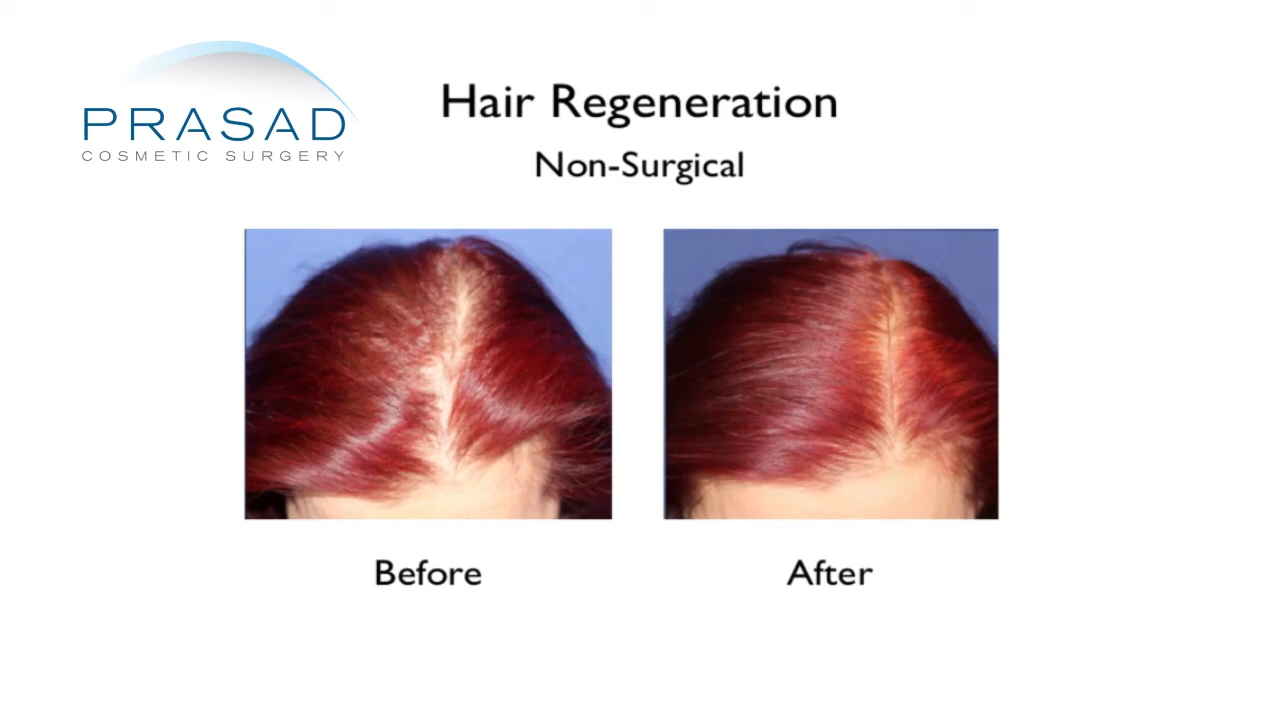 PRASAD
COSMETIC SURGERY
Hair Regeneration
Non-Surgical
Before
After